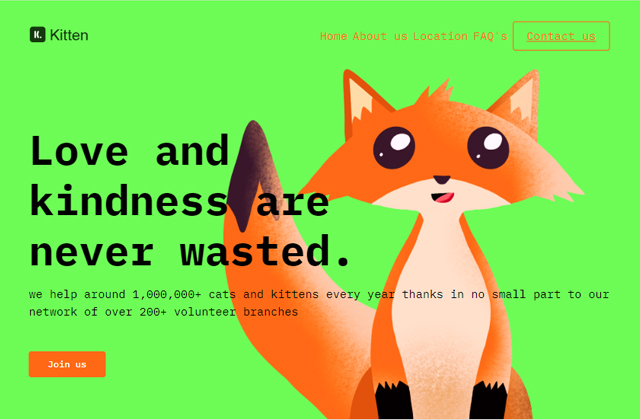 K. Kitten
Home About us Location FAQ's Contact us
Love and
kindness are
never wasted.
we help around 1,000,000+ cats and kittens every year thanks in no small part to our
network of over 200+ volunteer branches
Join us